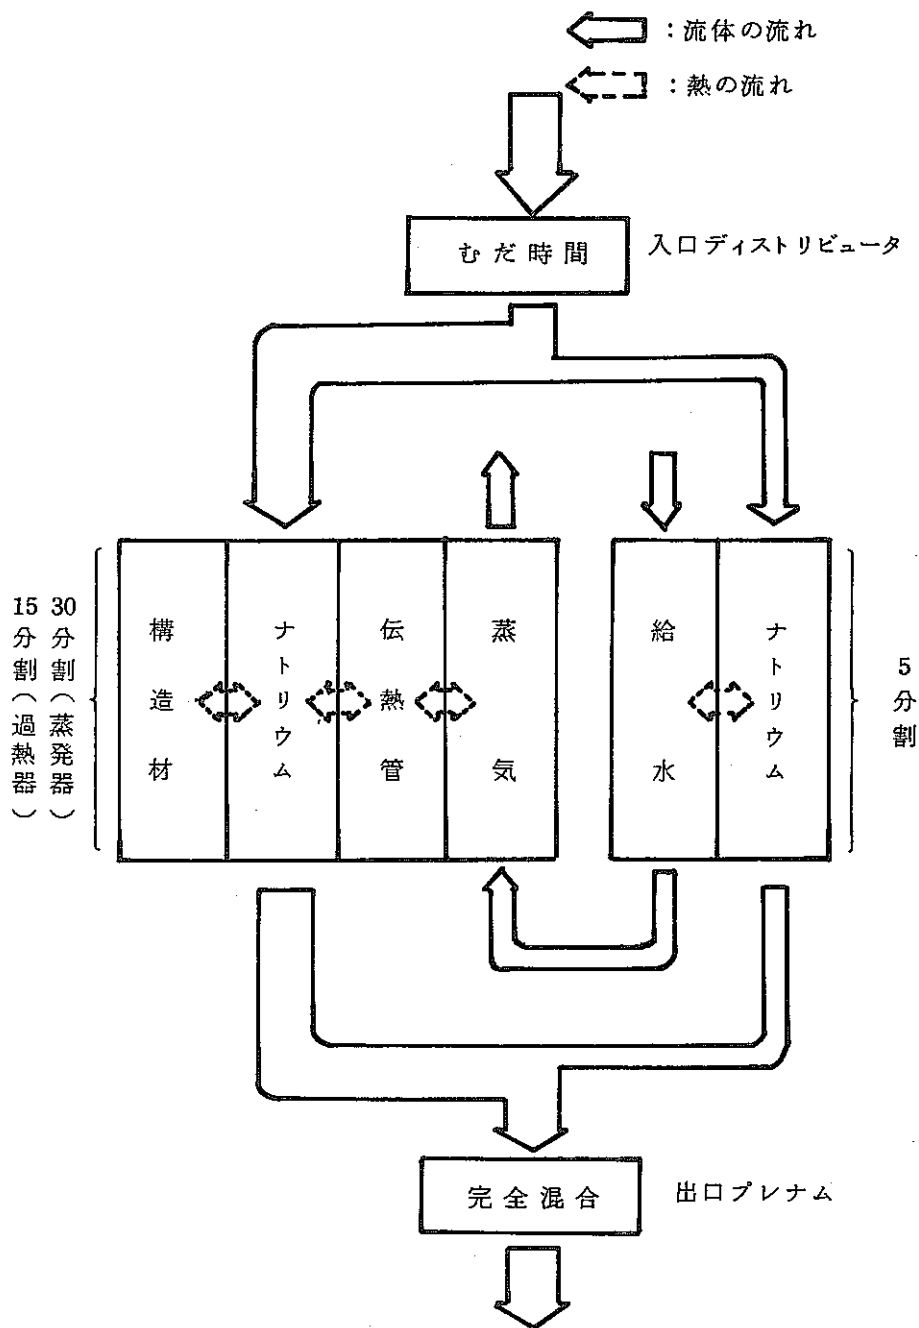 ：流体の流れ
：熱の流れ
むだ時間
入口ディストリビュータ
15分割（過熱器）
30分割（蒸発器）
構造材
ナトリウム
伝熱管
蒸気
給水
ナトリウム
5分割
完全混合
出口プレナム